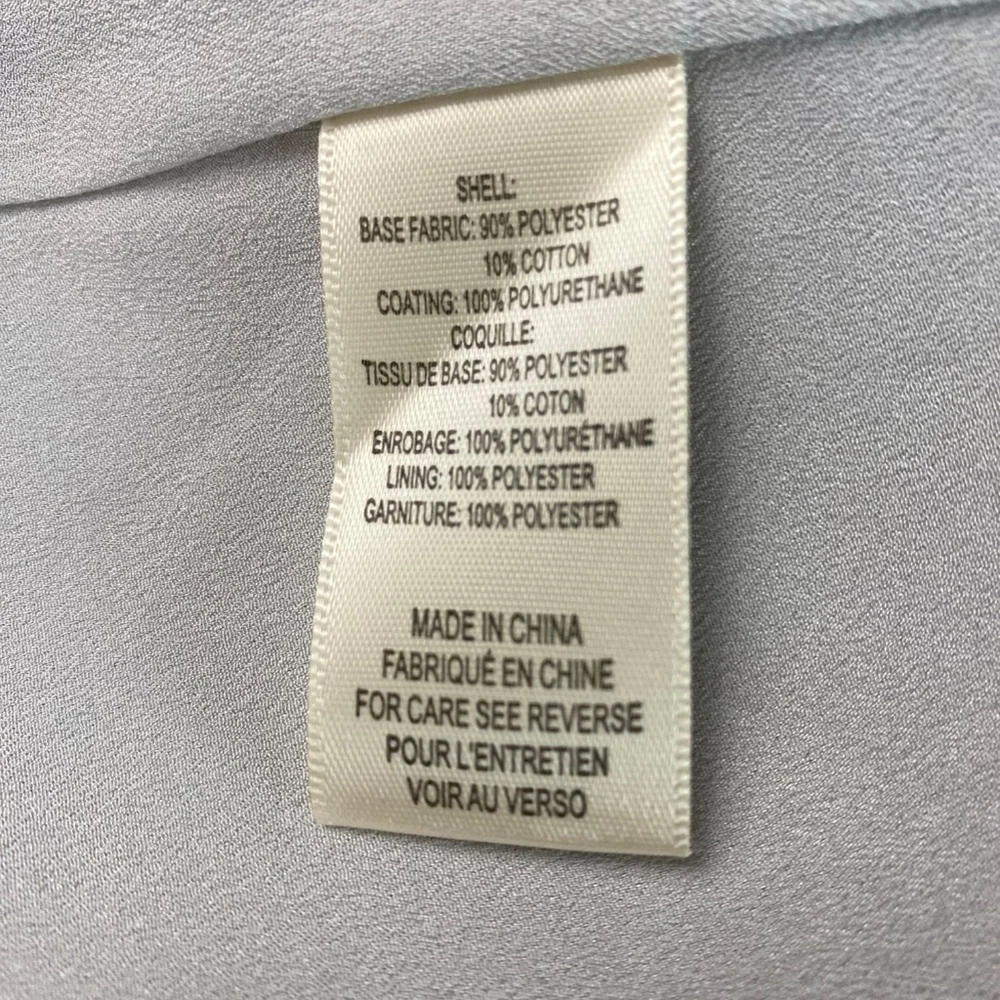 SHELL:
BASE FABRIC: 90% POLYESTER
10% COTTON
COATING: 100% POLYURETHANE
COQUILLE:
TISSU DE BASE: 90% POLYESTER
10% COTON
ENROBAGE: 100% POLYURÉTHANE
LINING: 100% POLYESTER
GARNITURE: 100% POLYESTER
MADE IN CHINA
FABRIQUÉ EN CHINE
FOR CARE SEE REVERSE
POUR L'ENTRETIEN
VOIR AU VERSO